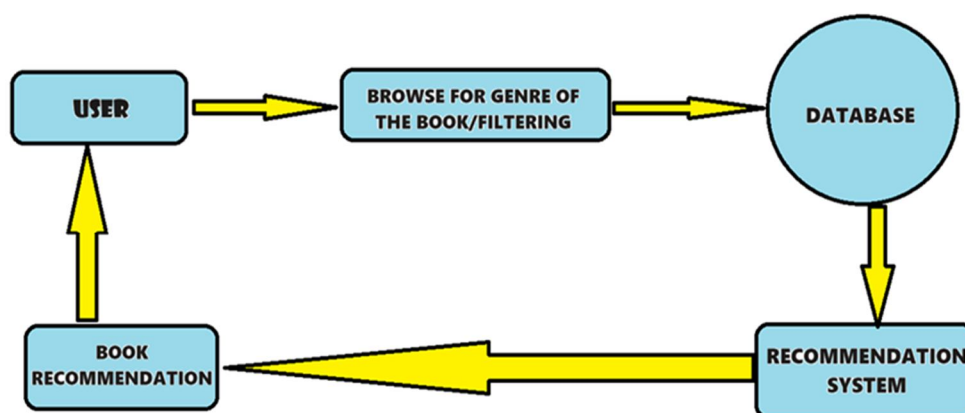 USER
BROWSE FOR GENRE OF
THE BOOK/FILTERING
DATABASE
RECOMMENDATION
SYSTEM
BOOK
RECOMMENDATION